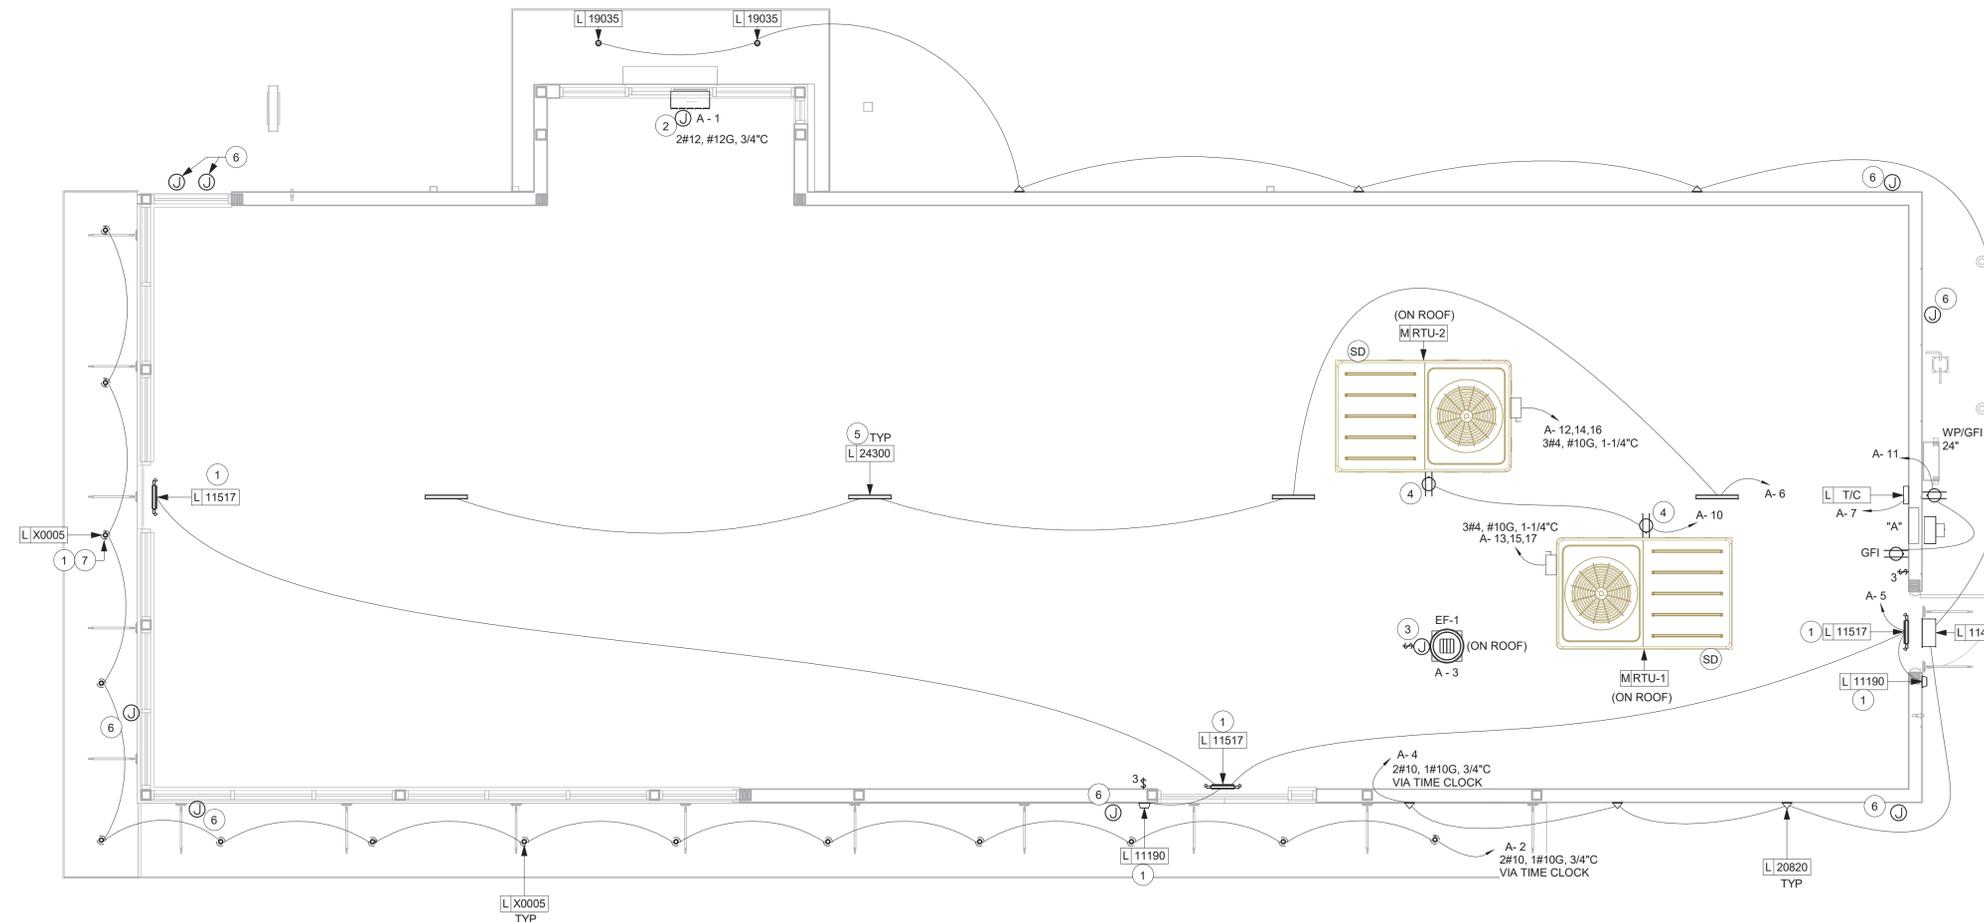 L 19035
L 19035
J A - 1
2
2#12, #12G, 3/4"C
6
J J
6 J
6
J
(ON ROOF)
M RTU-2
SD
A- 12,14,16
3#4, #10G, 1-1/4"C
5 TYP
L 24300
WP/GFI
24"
A- 11
1
L 11517
4
A- 6
L T/C
A- 7
4
A- 10
"A"
3#4, #10G, 1-1/4"C
A- 13,15,17
L X0005
1 7
GFI
3 $
A- 5
3
EF-1
$ J (ON ROOF)
A - 3
1 L 11517
L 114
SD
M RTU-1
(ON ROOF)
L 11190
1
J
6
1
L 11517
A- 4
2#10, 1#10G, 3/4"C
VIA TIME CLOCK
3 $
6
J
J
6
6
J
L 11190
1
A- 2
2#10, 1#10G, 3/4"C
VIA TIME CLOCK
L 20820
TYP
L X0005
TYP